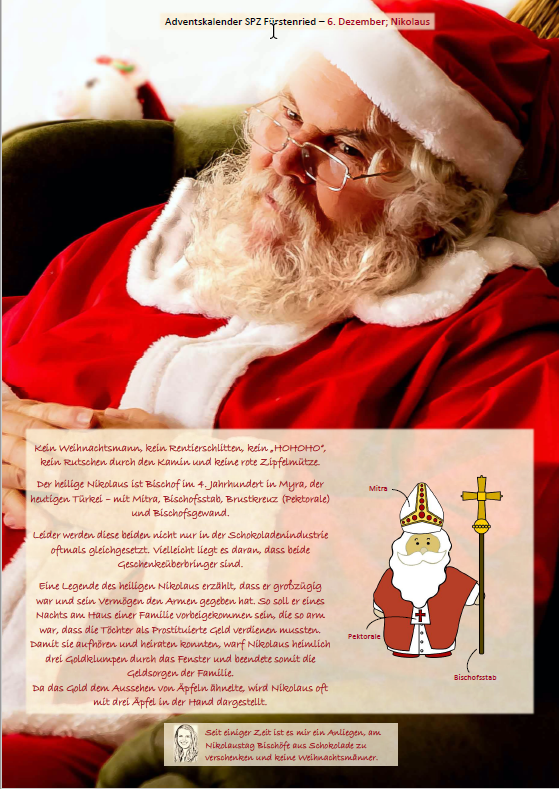 Adventskalender SPZ Fürstenried – 6. Dezember; Nikolaus
Kein Weihnachtsmann, kein Rentierschlitten, kein „HOHOHO“,
kein Rutschen durch den Kamin und keine rote Zipfelmütze.
Der heilige Nikolaus ist Bischof im 4. Jahrhundert in Myra, der
heutigen Türkei – mit Mitra, Bischofsstab, Brustkreuz (Pektorale)
und Bischofsgewand.
Leider werden diese beiden nicht nur in der Schokoladenindustrie
oftmals gleichgesetzt. Vielleicht liegt es daran, dass beide
Geschenkeüberbringer sind.
Eine Legende des heiligen Nikolaus erzählt, dass er großzügig
war und sein Vermögen den Armen gegeben hat. So soll er eines
Nachts am Haus einer Familie vorbeigekommen sein, die so arm
war, dass die Töchter als Prostituierte Geld verdienen mussten.
Damit sie aufhören und heiraten konnten, warf Nikolaus heimlich
drei Goldklumpen durch das Fenster und beendete somit die
Geldsorgen der Familie.
Da das Gold dem Aussehen von Äpfeln ähnelte, wird Nikolaus oft
mit drei Äpfel in der Hand dargestellt.
Mitra
Pektorale
Bischofsstab
Seit einiger Zeit ist es mir ein Anliegen, am
Nikolaustag Bischöfe aus Schokolade zu
verschenken und keine Weihnachtsmänner.